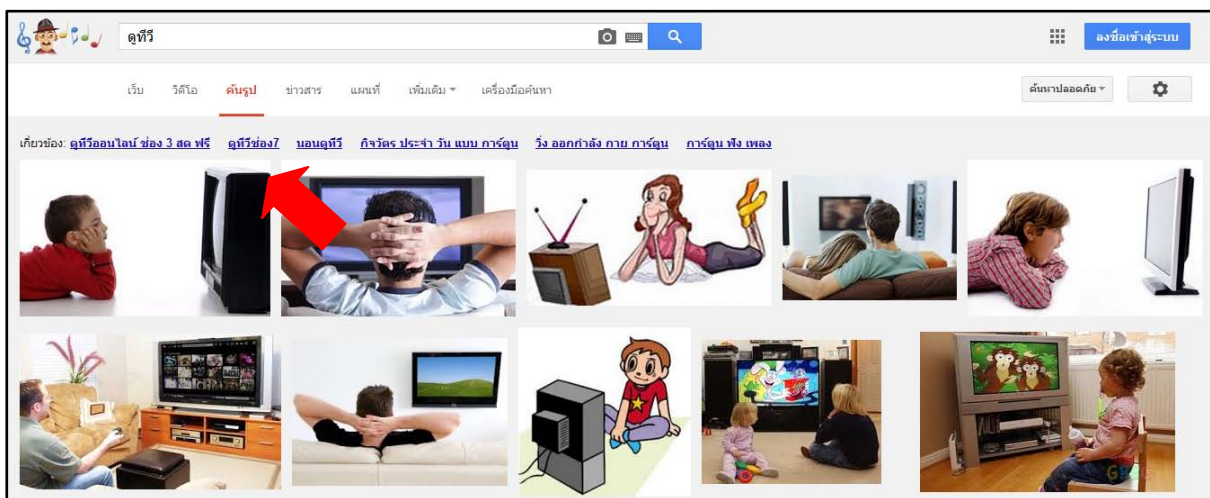 ดูทีวี
ลงชื่อเข้าสู่ระบบ
เว็บ วิดีโอ ค้นรูป ข่าวสาร แผนที่ เพิ่มเติม เครื่องมือค้นหา
ค้นหาปลอดภัย
เกี่ยวข้อง: ดูทีวีออนไลน์ ช่อง 3 สด ฟรี ดูทีวีช่อง7 นอนดูทีวี กิจวัตร ประจำ วัน แบบ การ์ตูน วิ่ง ออกกำลัง กาย การ์ตูน การ์ตูน ฟัง เพลง